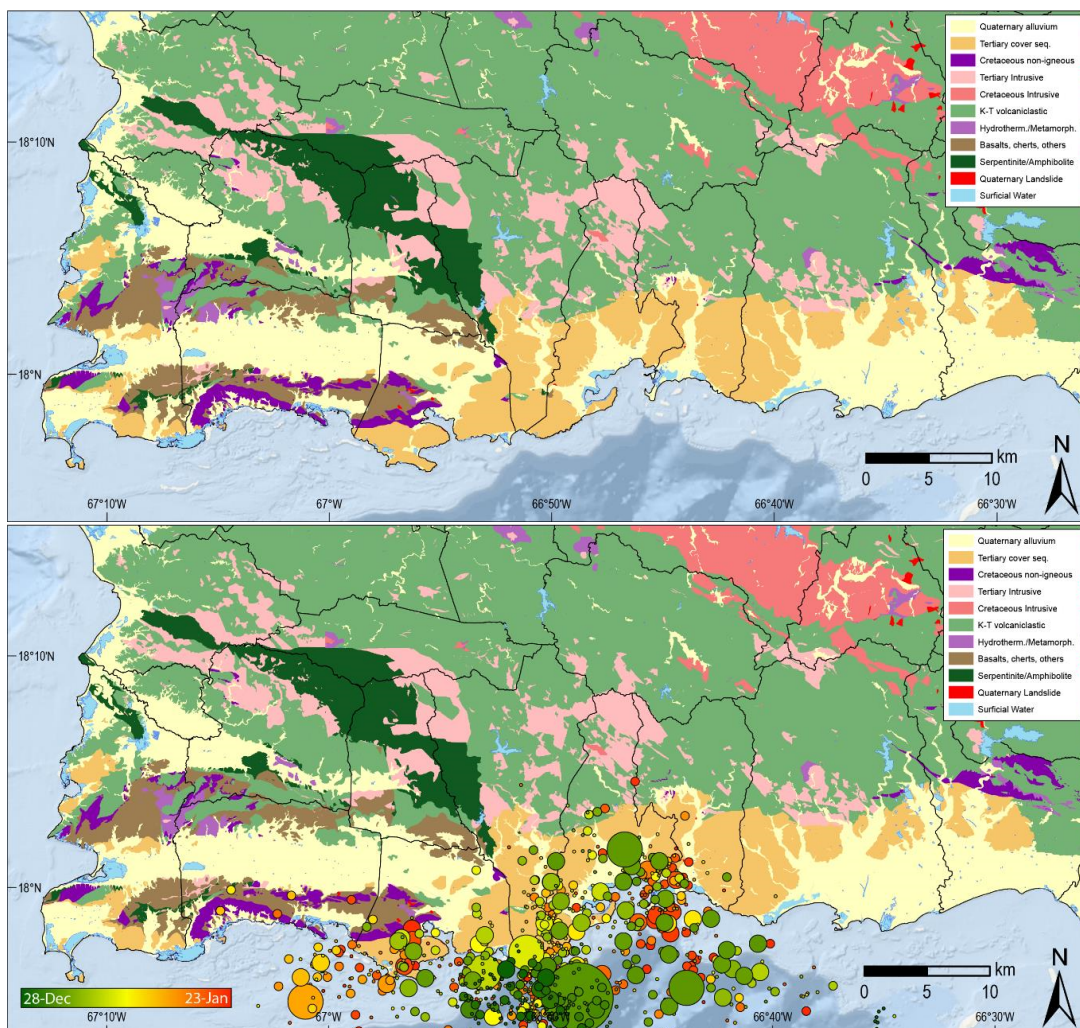 Quaternary alluvium
Tertiary cover seq.
Cretaceous non-igneous
Tertiary Intrusive
Cretaceous Intrusive
K-T volcaniclastic
Hydrotherm./Metamorph.
Basalts, cherts, others
Serpentinite/Amphibolite
Quaternary Landslide
Surficial Water
18°10'N
18°N
km
0 5 10
N
67°10'W 67°W 66°50'W 66°40'W 66°30'W
Quaternary alluvium
Tertiary cover seq.
Cretaceous non-igneous
Tertiary Intrusive
Cretaceous Intrusive
K-T volcaniclastic
Hydrotherm./Metamorph.
Basalts, cherts, others
Serpentinite/Amphibolite
Quaternary Landslide
Surficial Water
18°10'N
18°N
28-Dec 23-Jan
km
0 5 10
N
67°10'W 67°W 66°40'W 66°30'W